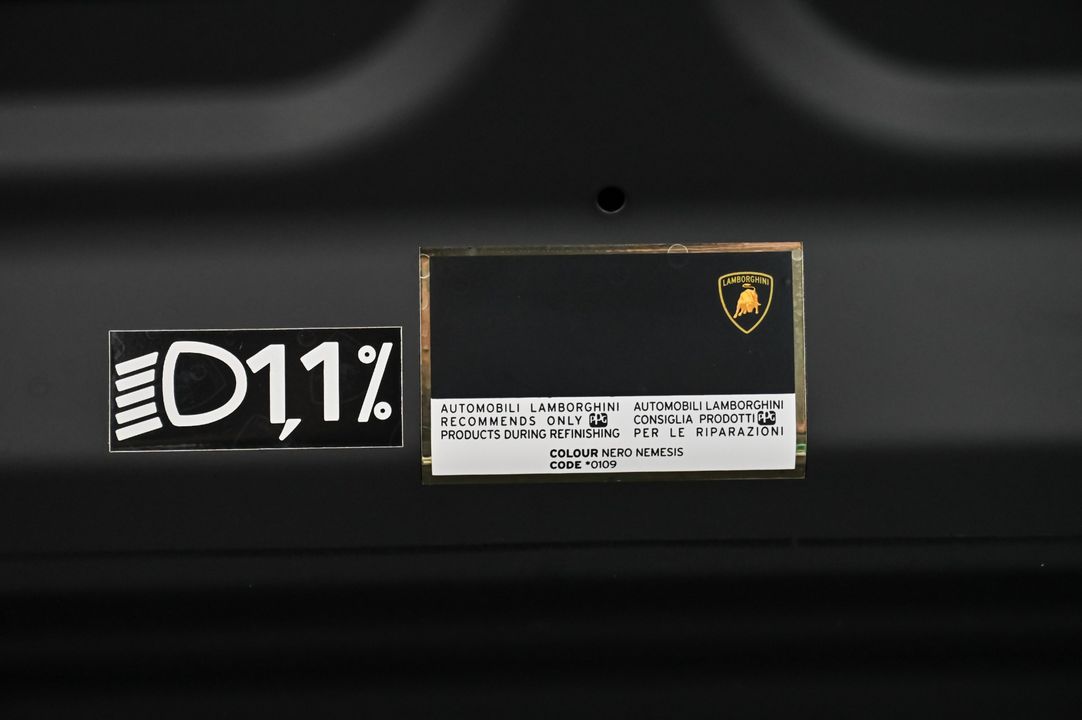 1,1%
LAMBORGHINI
AUTOMOBILI LAMBORGHINI
RECOMMENDS ONLY PPG
PRODUCTS DURING REFINISHING
AUTOMOBILI LAMBORGHINI
CONSIGLIA PRODOTTI PPG
PER LE RIPARAZIONI
COLOUR NERO NEMESIS
CODE *0109